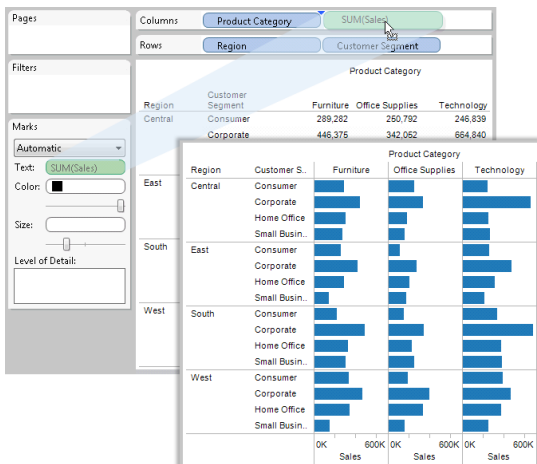 Pages
Columns Product Category SUM(Sales)
Rows Region Customer Segment
Filters
Product Category
Customer
Region Segment Furniture Office Supplies Technology
Central Consumer 289,282 250,792 246,839
Corporate 446,375 342,052 664,840
East
South
West
Marks
Automatic
Text: SUM(Sales)
Color:
Size:
Level of Detail:
Product Category
Region Customer S.. Furniture Office Supplies Technology
Central Consumer
Corporate
Home Office
Small Busin..
East Consumer
Corporate
Home Office
Small Busin..
South Consumer
Corporate
Home Office
Small Busin..
West Consumer
Corporate
Home Office
Small Busin..
0K 600K 0K 600K 0K 600K
Sales Sales Sales